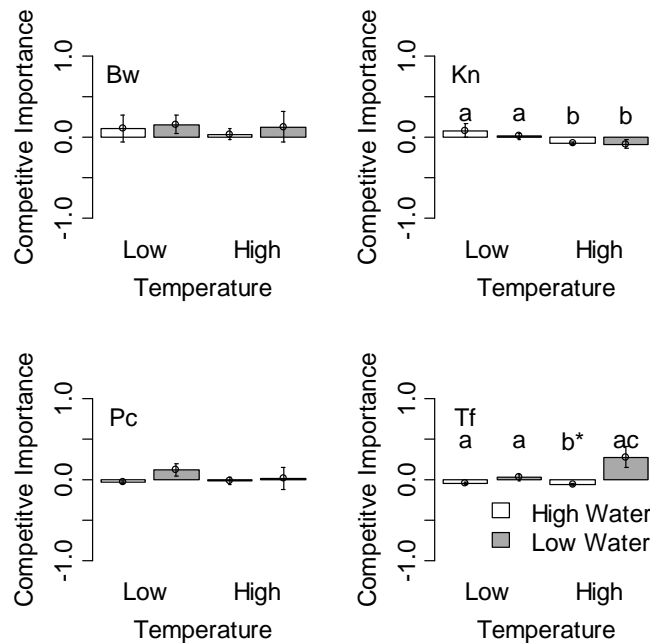 Competitve Importance
1.0
0.0
-1.0
Bw
Low High
Temperature
Competitive Importance
1.0
0.0
-1.0
Kn
a a b b
Low High
Temperature
Competitive Importance
1.0
0.0
-1.0
Pc
Low High
Temperature
Competitive Importance
1.0
0.0
-1.0
Tf
a a b* ac
High Water
Low Water
Low High
Temperature